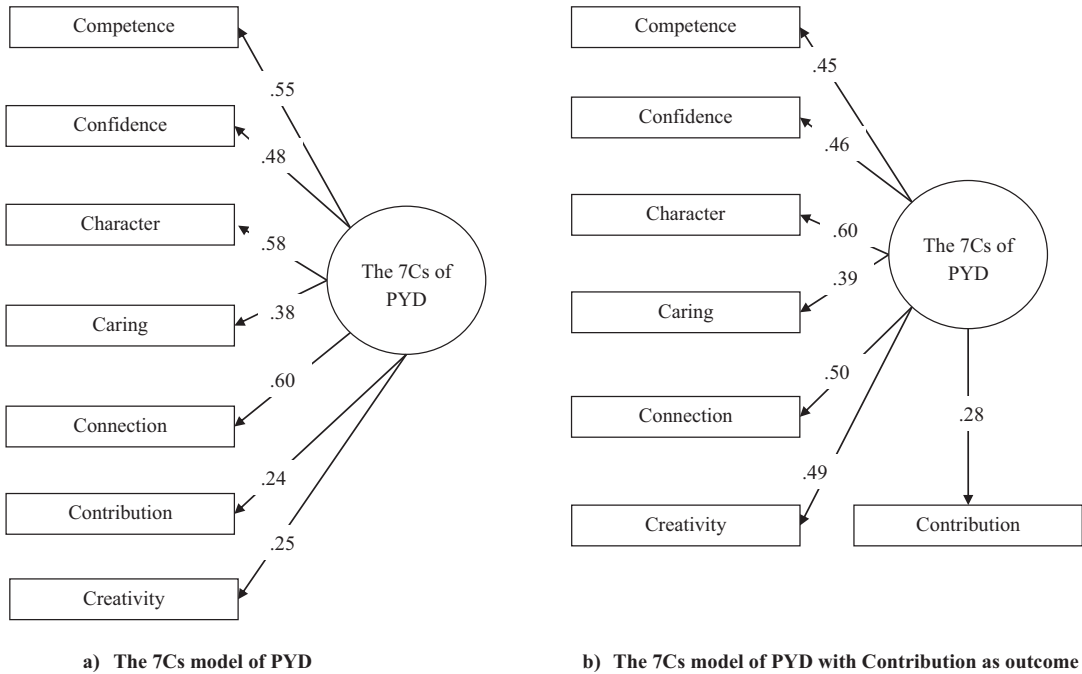 Competence
.55
Confidence
.48
Character
.58
The 7Cs of
PYD
Caring
.38
Connection
.60
Contribution
.24
Creativity
.25
a) The 7Cs model of PYD
Competence
.45
Confidence
.46
Character
.60
The 7Cs of
PYD
Caring
.39
Connection
.50
.28
Creativity
.49
Contribution
b) The 7Cs model of PYD with Contribution as outcome